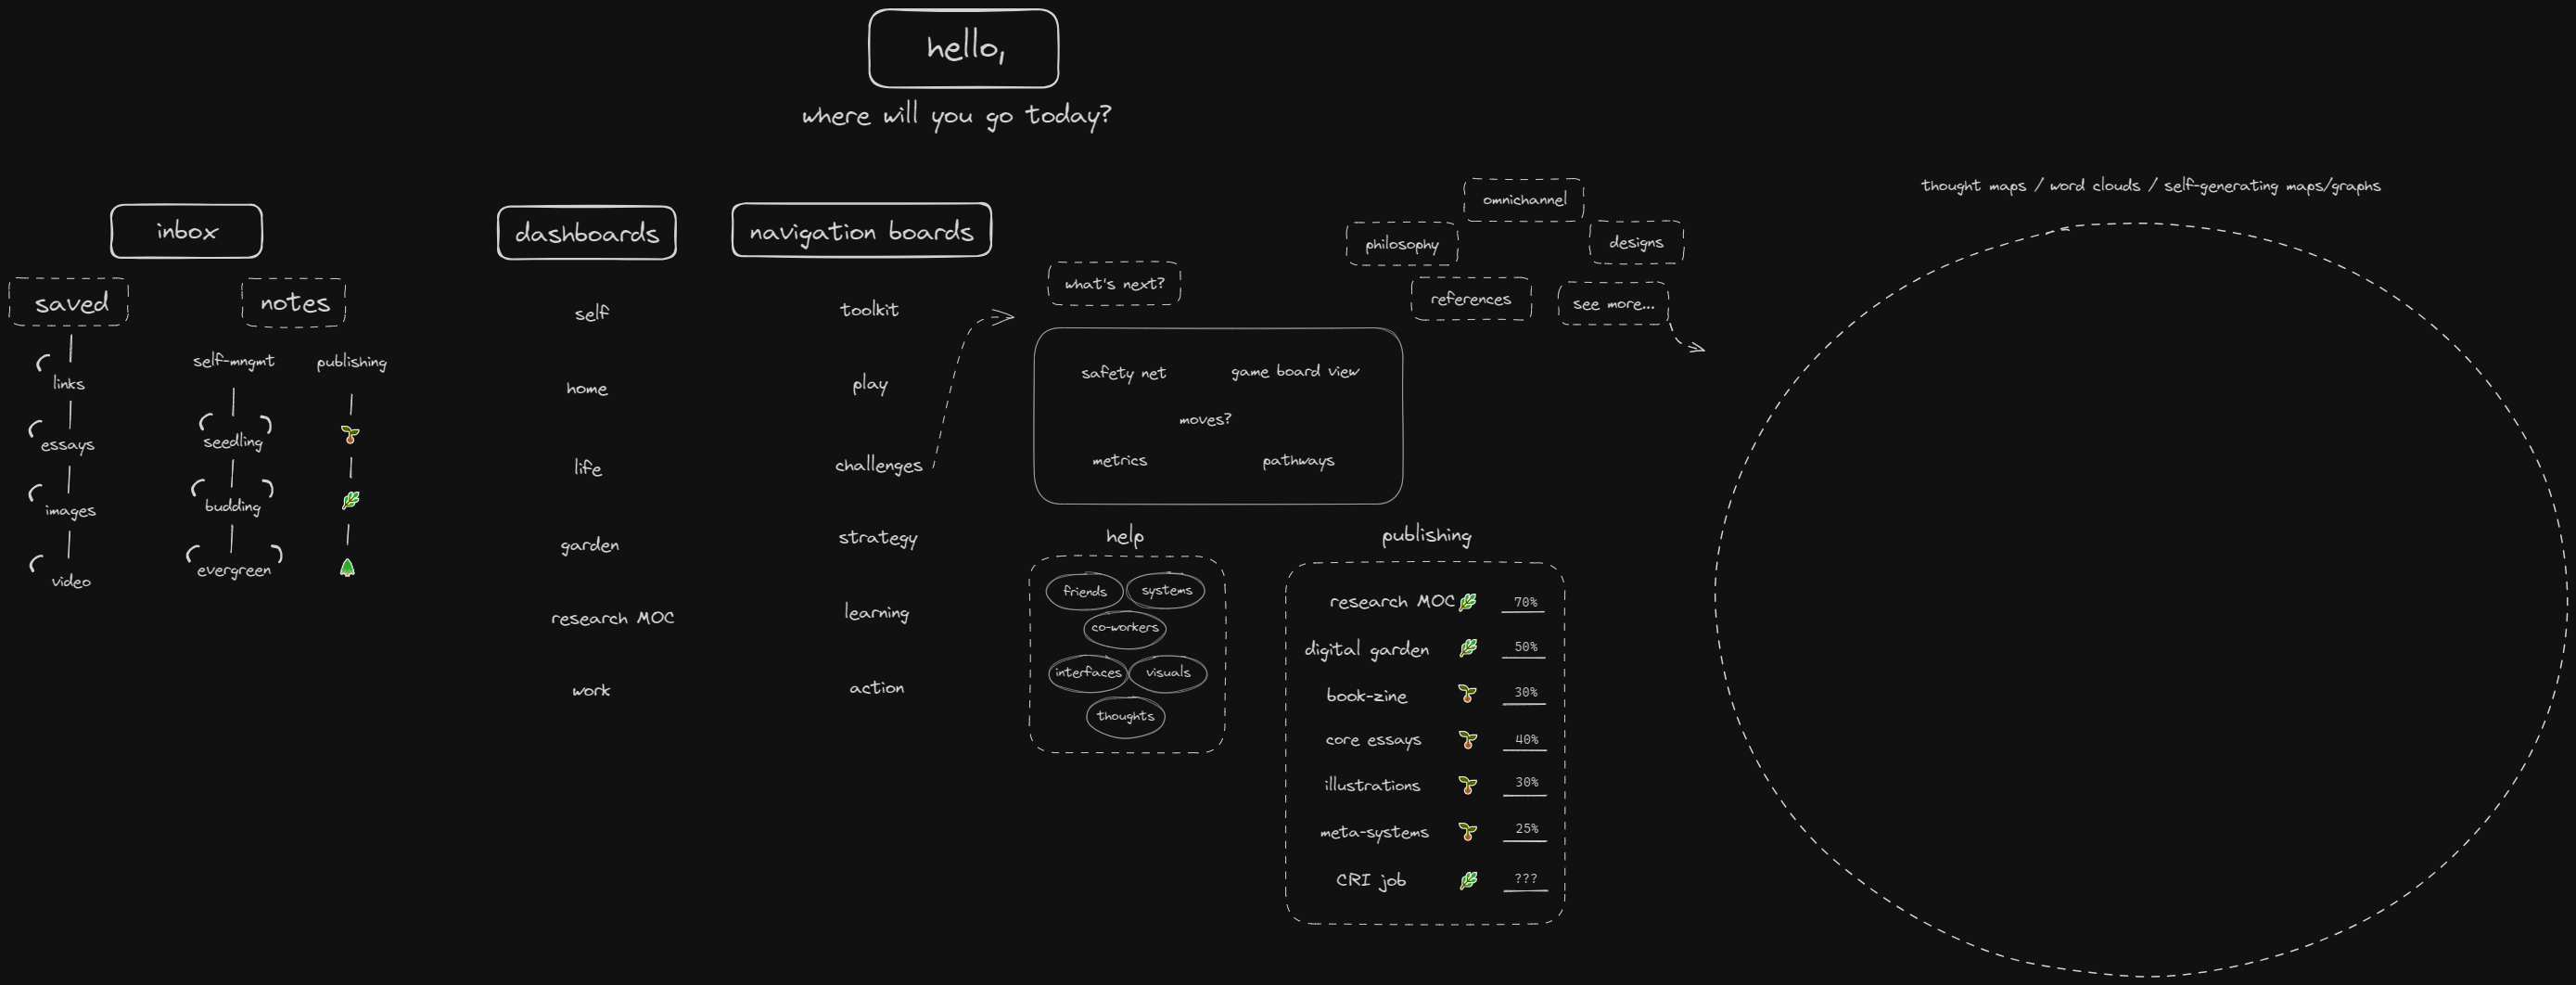 hello,
where will you go today?
inbox
saved
links
essays
images
video
notes
self-mngmt
seedling
budding
evergreen
publishing
dashboards
self
home
life
garden
research MOC
work
navigation boards
toolkit
play
challenges
strategy
learning
action
what's next?
safety net
game board view
moves?
metrics
pathways
omnichannel
philosophy
designs
references
see more...
help
friends
systems
co-workers
interfaces
visuals
thoughts
publishing
research MOC 70%
digital garden 50%
book-zine 30%
core essays 40%
illustrations 30%
meta-systems 25%
CRI job ???
thought maps / word clouds / self-generating maps/graphs